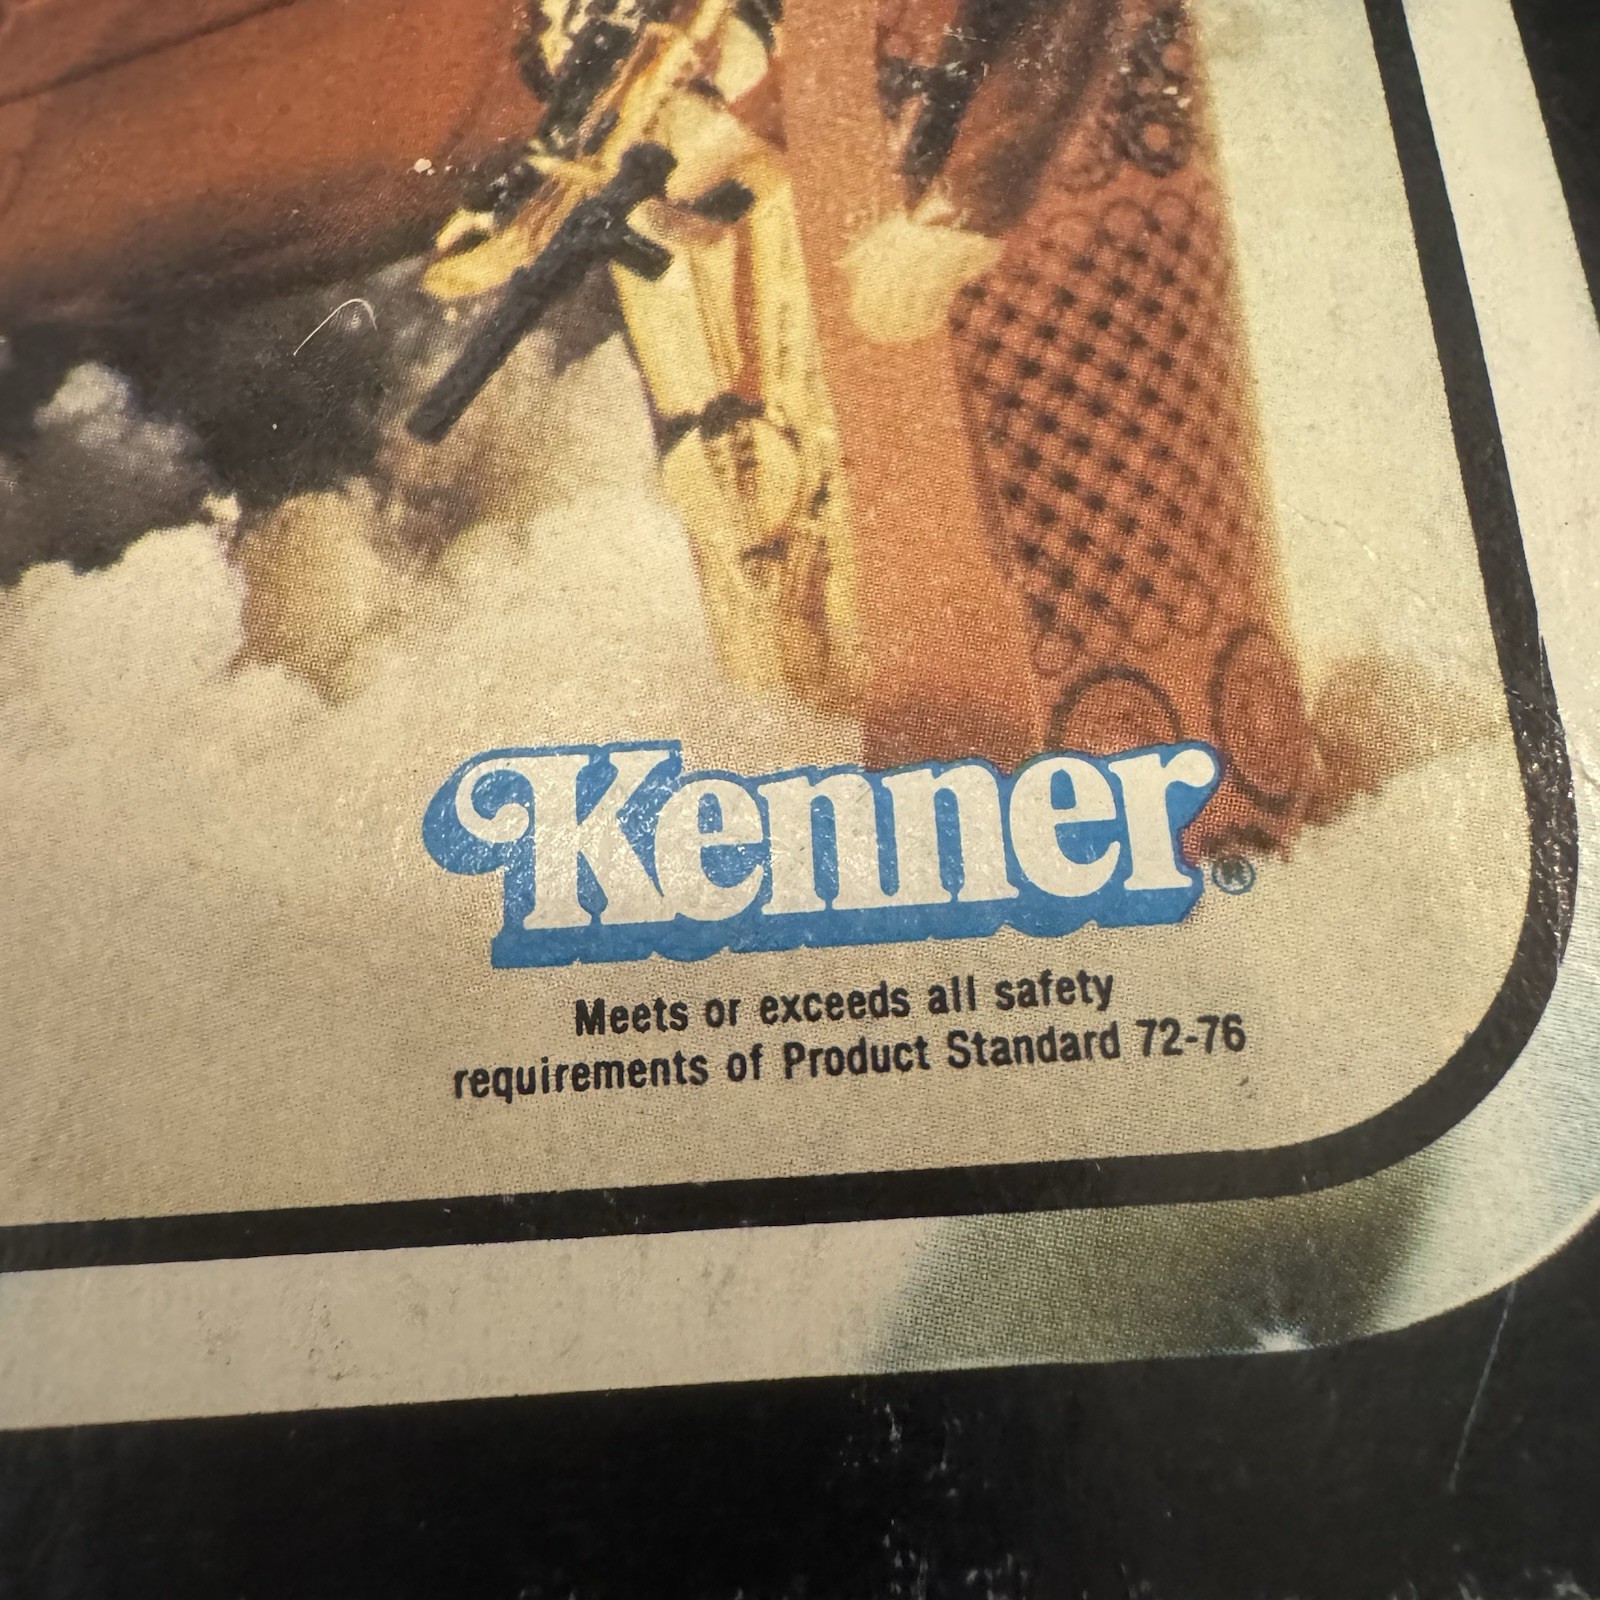 Kenner®
Meets or exceeds all safety
requirements of Product Standard 72-76